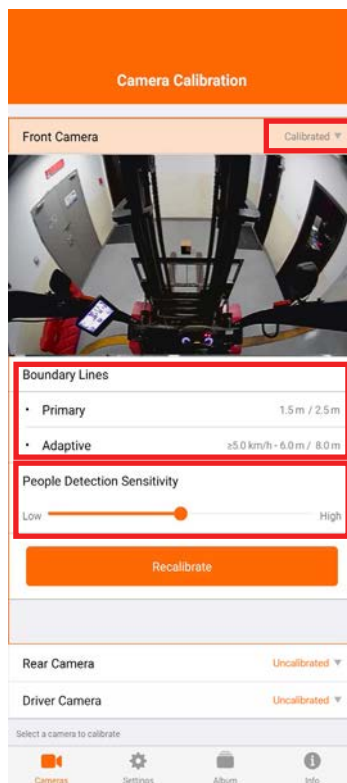 Camera Calibration
Front Camera Calibrated ▼
Boundary Lines
• Primary 1.5 m / 2.5 m
• Adaptive ≥5.0 km/h - 6.0 m / 8.0 m
People Detection Sensitivity
Low High
Recalibrate
Rear Camera Uncalibrated ▼
Driver Camera Uncalibrated ▼
Select a camera to calibrate
Cameras Settings Album Info